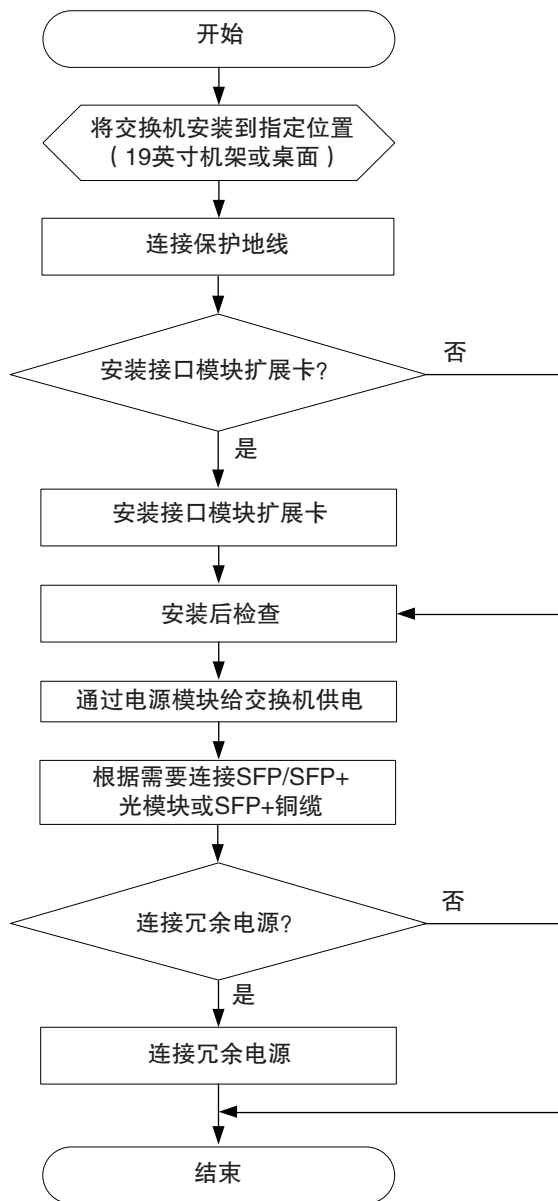 开始
将交换机安装到指定位置
（19英寸机架或桌面）
连接保护地线
安装接口模块扩展卡？
否
是
安装接口模块扩展卡
安装后检查
通过电源模块给交换机供电
根据需要连接SFP/SFP+
光模块或SFP+铜缆
连接冗余电源？
否
是
连接冗余电源
结束